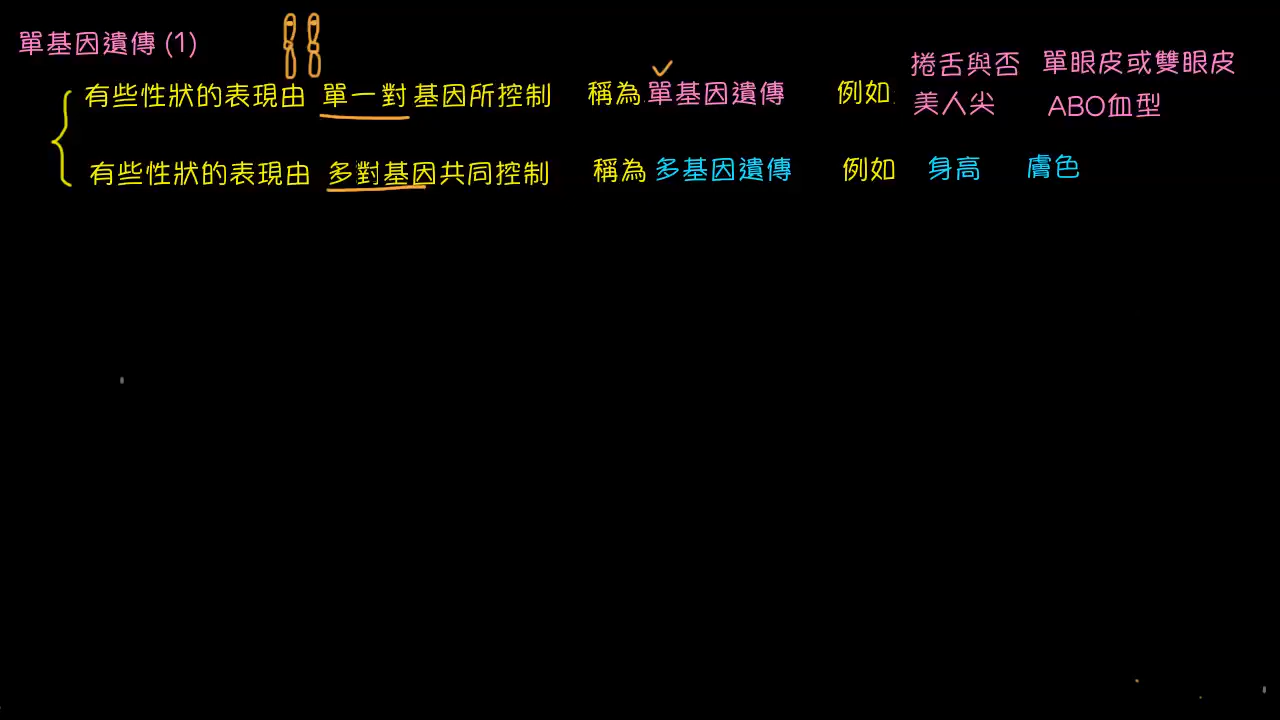 單基因遺傳 (1)
有些性狀的表現由 單一對 基因所控制 稱為 單基因遺傳 例如 捲舌與否 單眼皮或雙眼皮
美人尖 ABO血型
有些性狀的表現由 多對基因共同控制 稱為 多基因遺傳 例如 身高 膚色